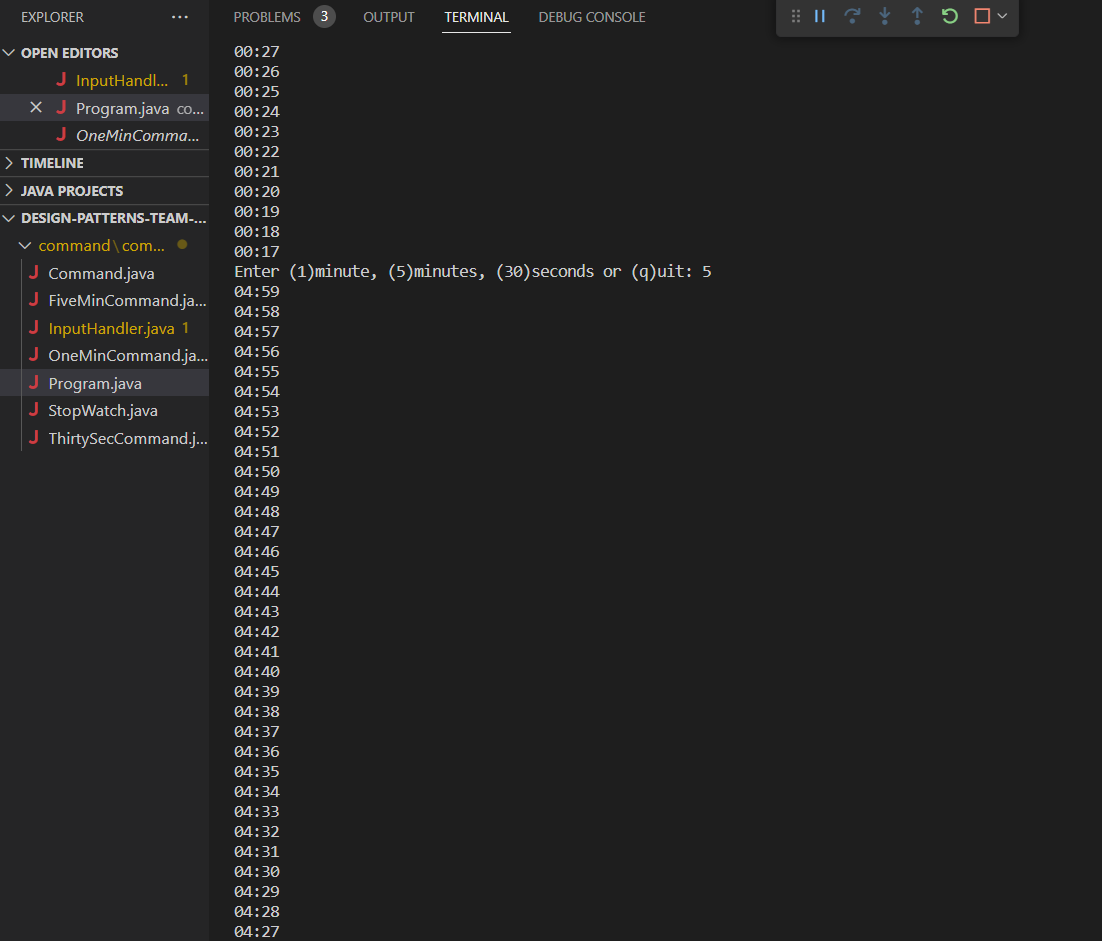 EXPLORER ...
OPEN EDITORS
J InputHandl... 1
J Program.java co...
J OneMinComma...
TIMELINE
JAVA PROJECTS
DESIGN-PATTERNS-TEAM-...
command\com...
J Command.java
J FiveMinCommand.ja...
J InputHandler.java 1
J OneMinCommand.ja...
J Program.java
J StopWatch.java
J ThirtySecCommand.j...
PROBLEMS 3 OUTPUT TERMINAL DEBUG CONSOLE
00:27
00:26
00:25
00:24
00:23
00:22
00:21
00:20
00:19
00:18
00:17
Enter (1)minute, (5)minutes, (30)seconds or (q)uit: 5
04:59
04:58
04:57
04:56
04:55
04:54
04:53
04:52
04:51
04:50
04:49
04:48
04:47
04:46
04:45
04:44
04:43
04:42
04:41
04:40
04:39
04:38
04:37
04:36
04:35
04:34
04:33
04:32
04:31
04:30
04:29
04:28
04:27